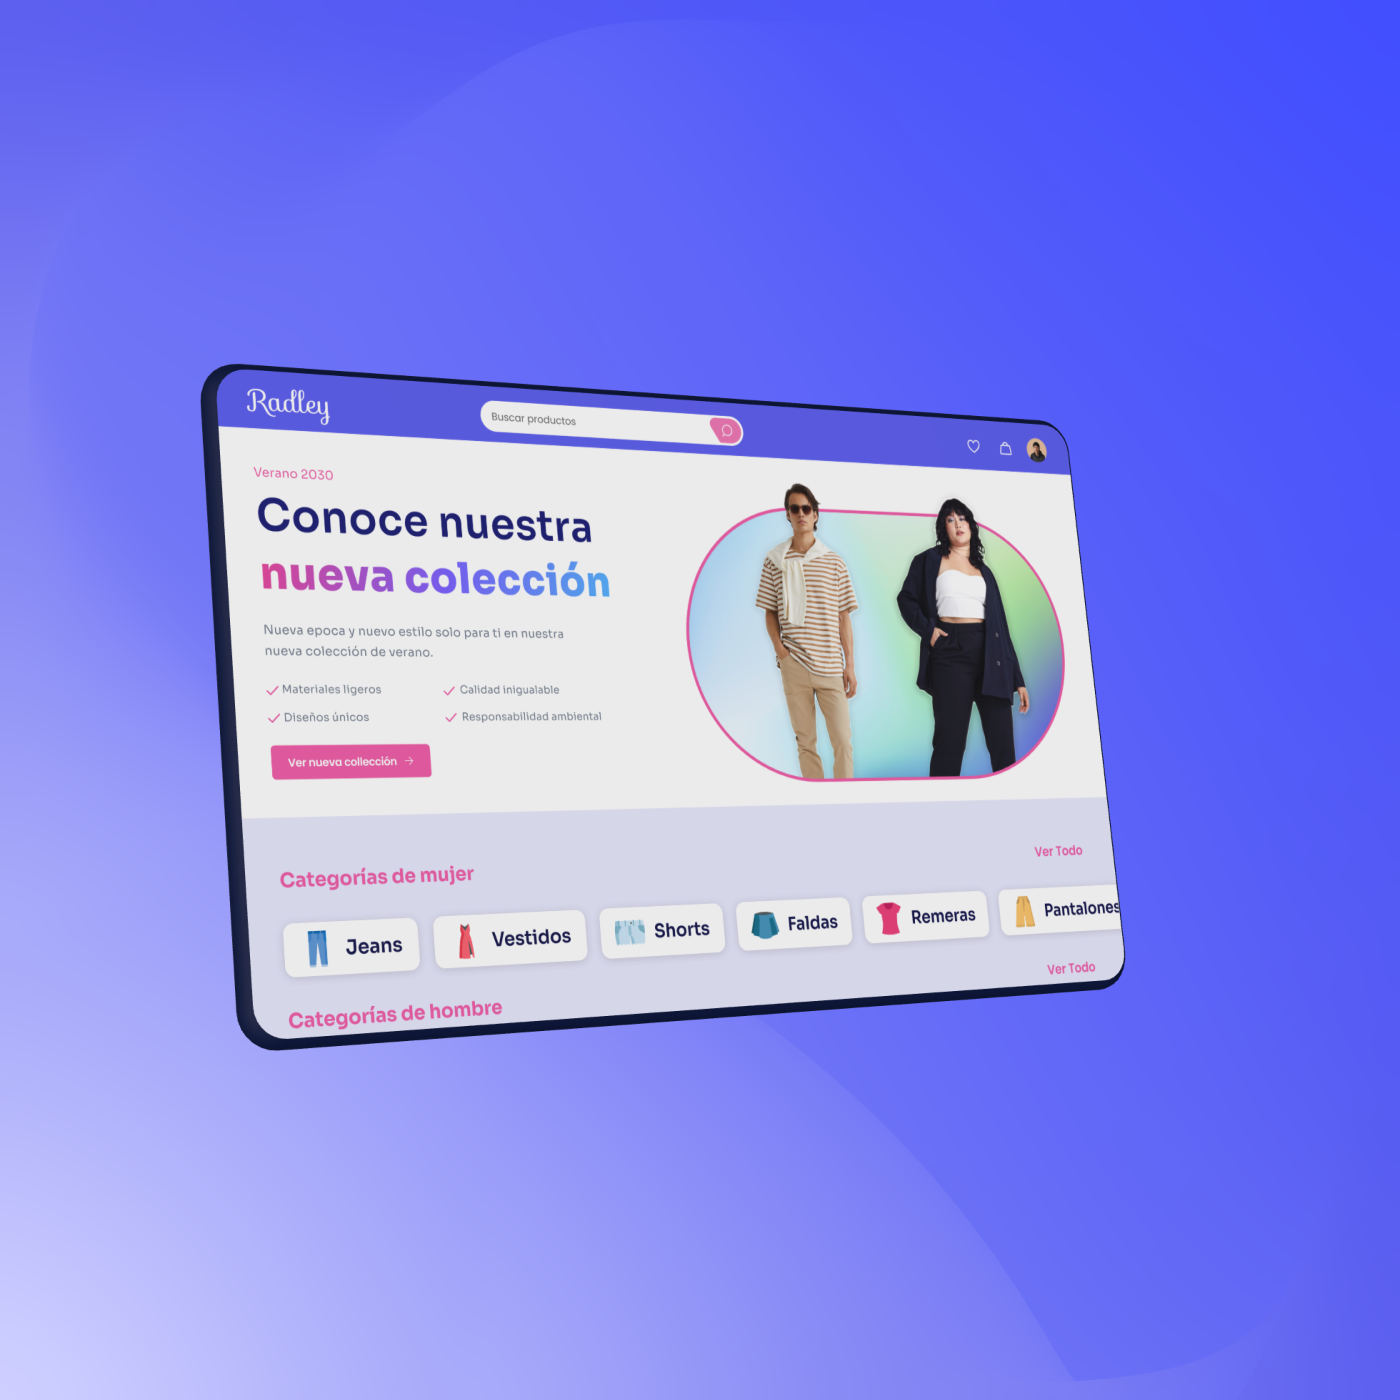 Radley
Buscar productos
Verano 2030
Conoce nuestra
nueva colección
Nueva epoca y nuevo estilo solo para ti en nuestra
nueva colección de verano.
Materiales ligeros
Calidad inigualable
Diseños únicos
Responsabilidad ambiental
Ver nueva collección
Categorías de mujer
Ver Todo
Jeans
Vestidos
Shorts
Faldas
Remeras
Pantalones
Categorías de hombre
Ver Todo